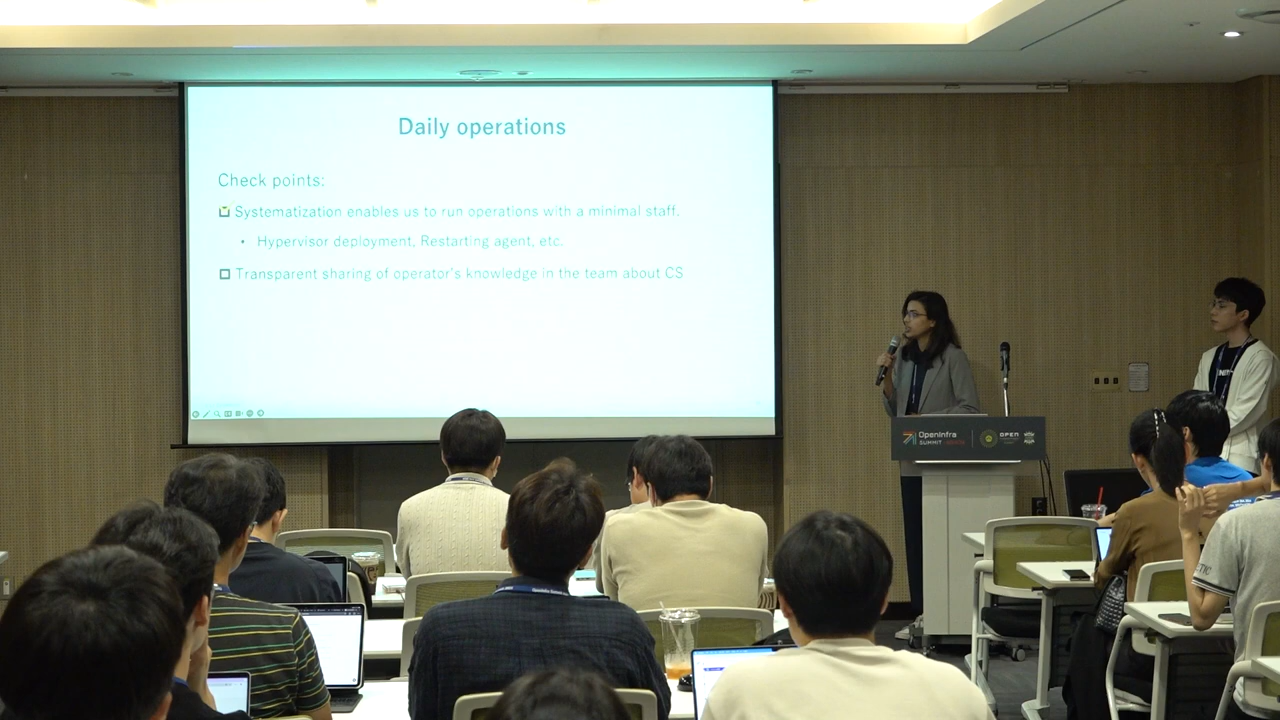 Daily operations
Check points:
Systematization enables us to run operations with a minimal staff.
• Hypervisor deployment, Restarting agent, etc.
Transparent sharing of operator's knowledge in the team about CS
OpenInfra
SUMMIT
OPEN